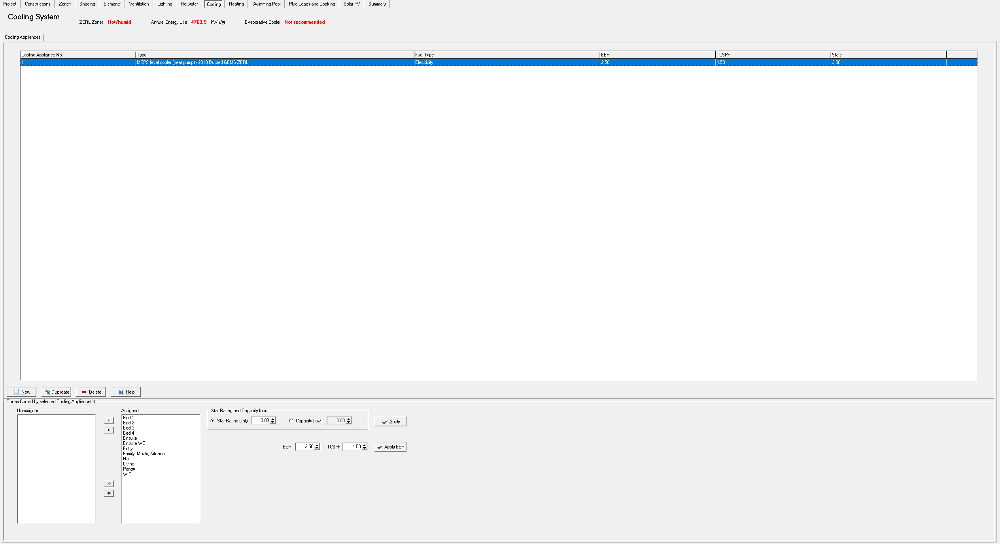 Project Constructions Zones Shading Elements Ventilation Lighting Hotwater Cooling Heating Swimming Pool Plug Loads and Cooking Solar PV Summary
Cooling System
ZERL Zones Hot/humid Annual Energy Use 4763.9 kWh/yr Evaporative Cooler Not recommended
Cooling Appliances
Cooling Appliance No. Type Fuel Type EER TCSPF Stars
1 MEPS level cooler (heat pump) - 2019 Ducted GEMS ZERL Electricity 2.50 4.50 3.00
New Duplicate Delete Help
Zones Cooled by selected Cooling Appliance(s)
Unassigned
Assigned
Bed 1
Bed 2
Bed 3
Bed 4
Ensuite
Ensuite WC
Entry
Family, Meals, Kitchen
Hall
Living
Pantry
WIR
Star Rating and Capacity Input
Star Rating Only 3.00 Capacity (kW) 0.00 Apply
EER 2.50 TCSPF 4.50 Apply EER